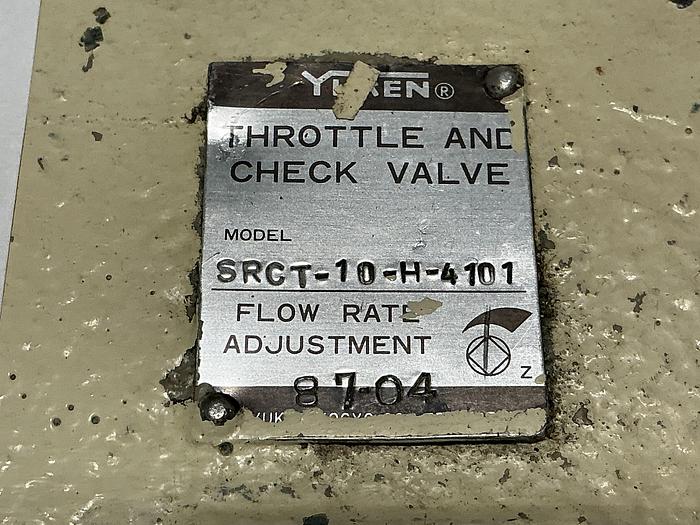 YUKEN®
THROTTLE AND
CHECK VALVE
MODEL
SRCT-10-H-4101
FLOW RATE
ADJUSTMENT
Z
87-04